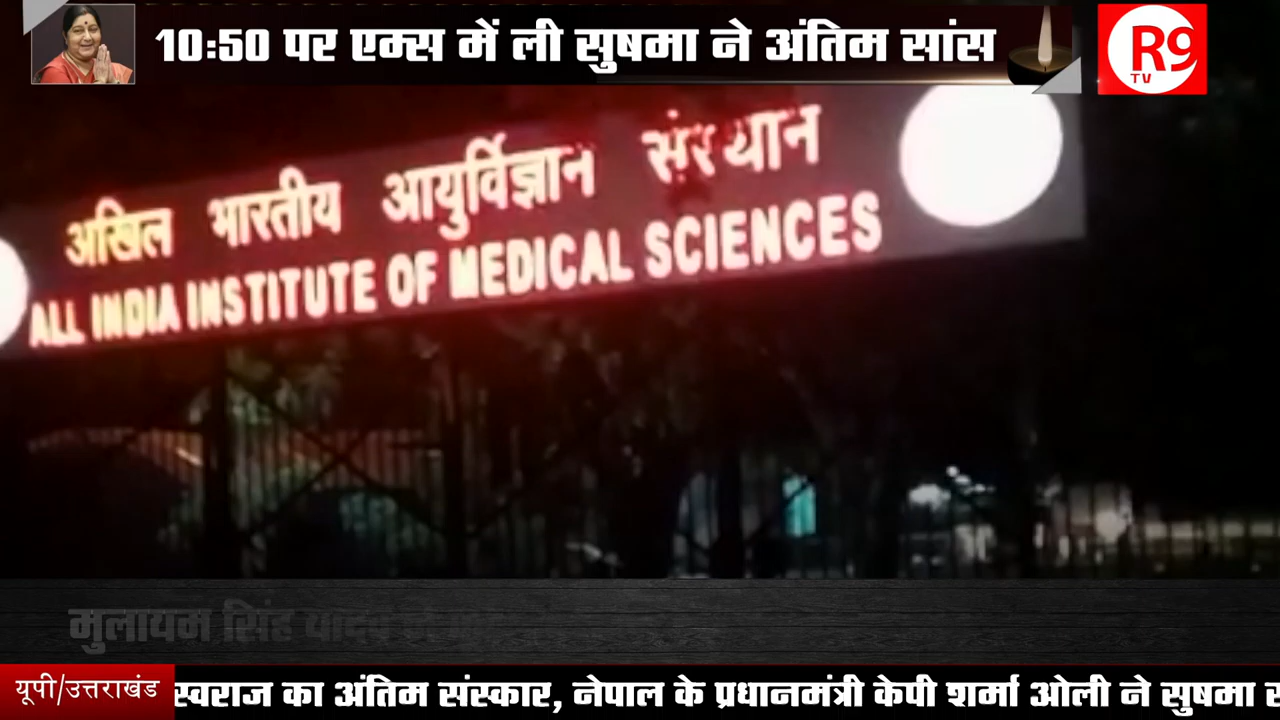 10:50 पर एम्स में ली सुषमा ने अंतिम सांस
R9
TV
अखिल भारतीय आयुर्विज्ञान संस्थान
ALL INDIA INSTITUTE OF MEDICAL SCIENCES
मुलायम सिंह यादव ने
यूपी/उत्तराखंड
स्वराज का अंतिम संस्कार, नेपाल के प्रधानमंत्री केपी शर्मा ओली ने सुषमा